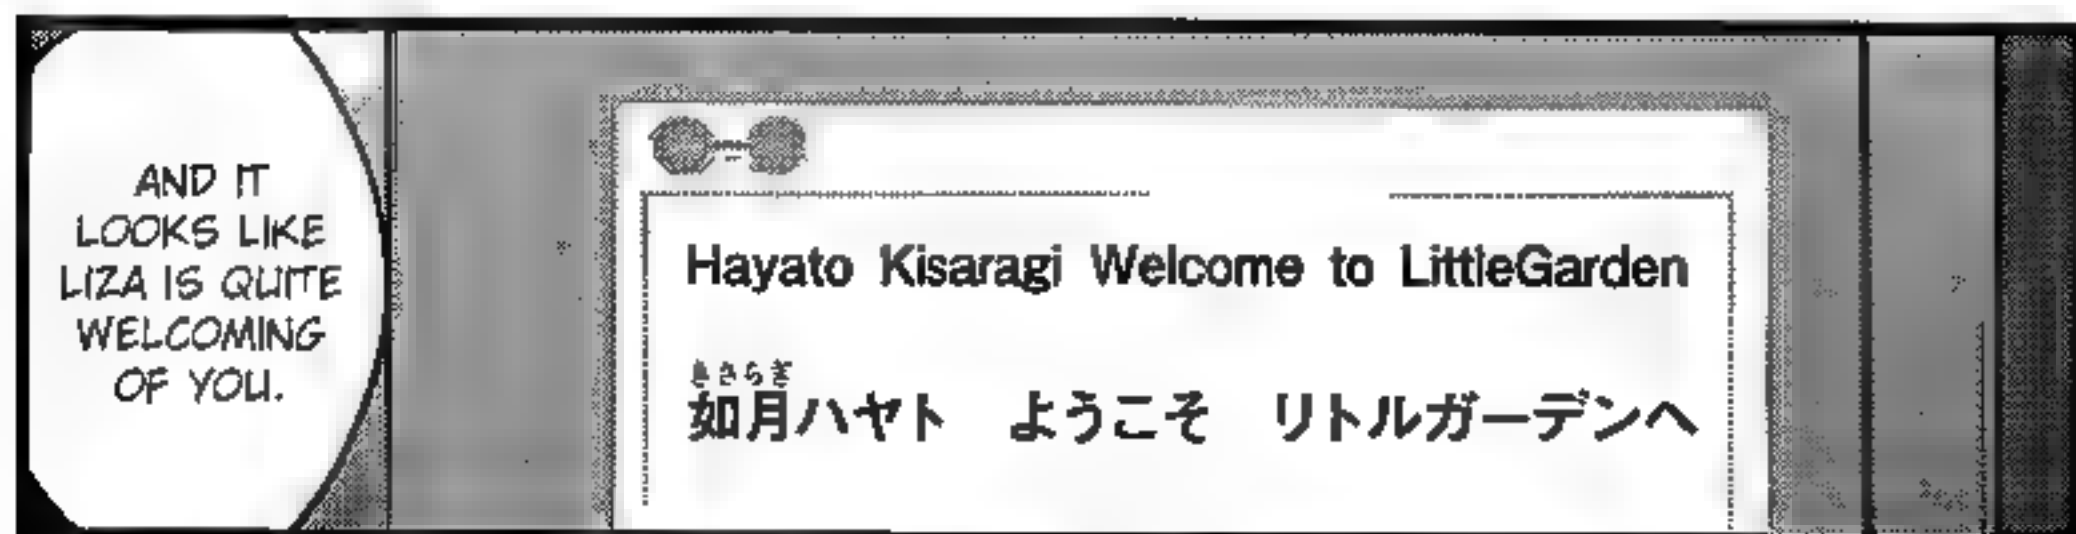 AND IT
LOOKS LIKE
LIZA IS QUITE
WELCOMING
OF YOU.
Hayato Kisaragi Welcome to LittleGarden
きさらぎ
如月ハヤト ようこそ リトルガーデンへ